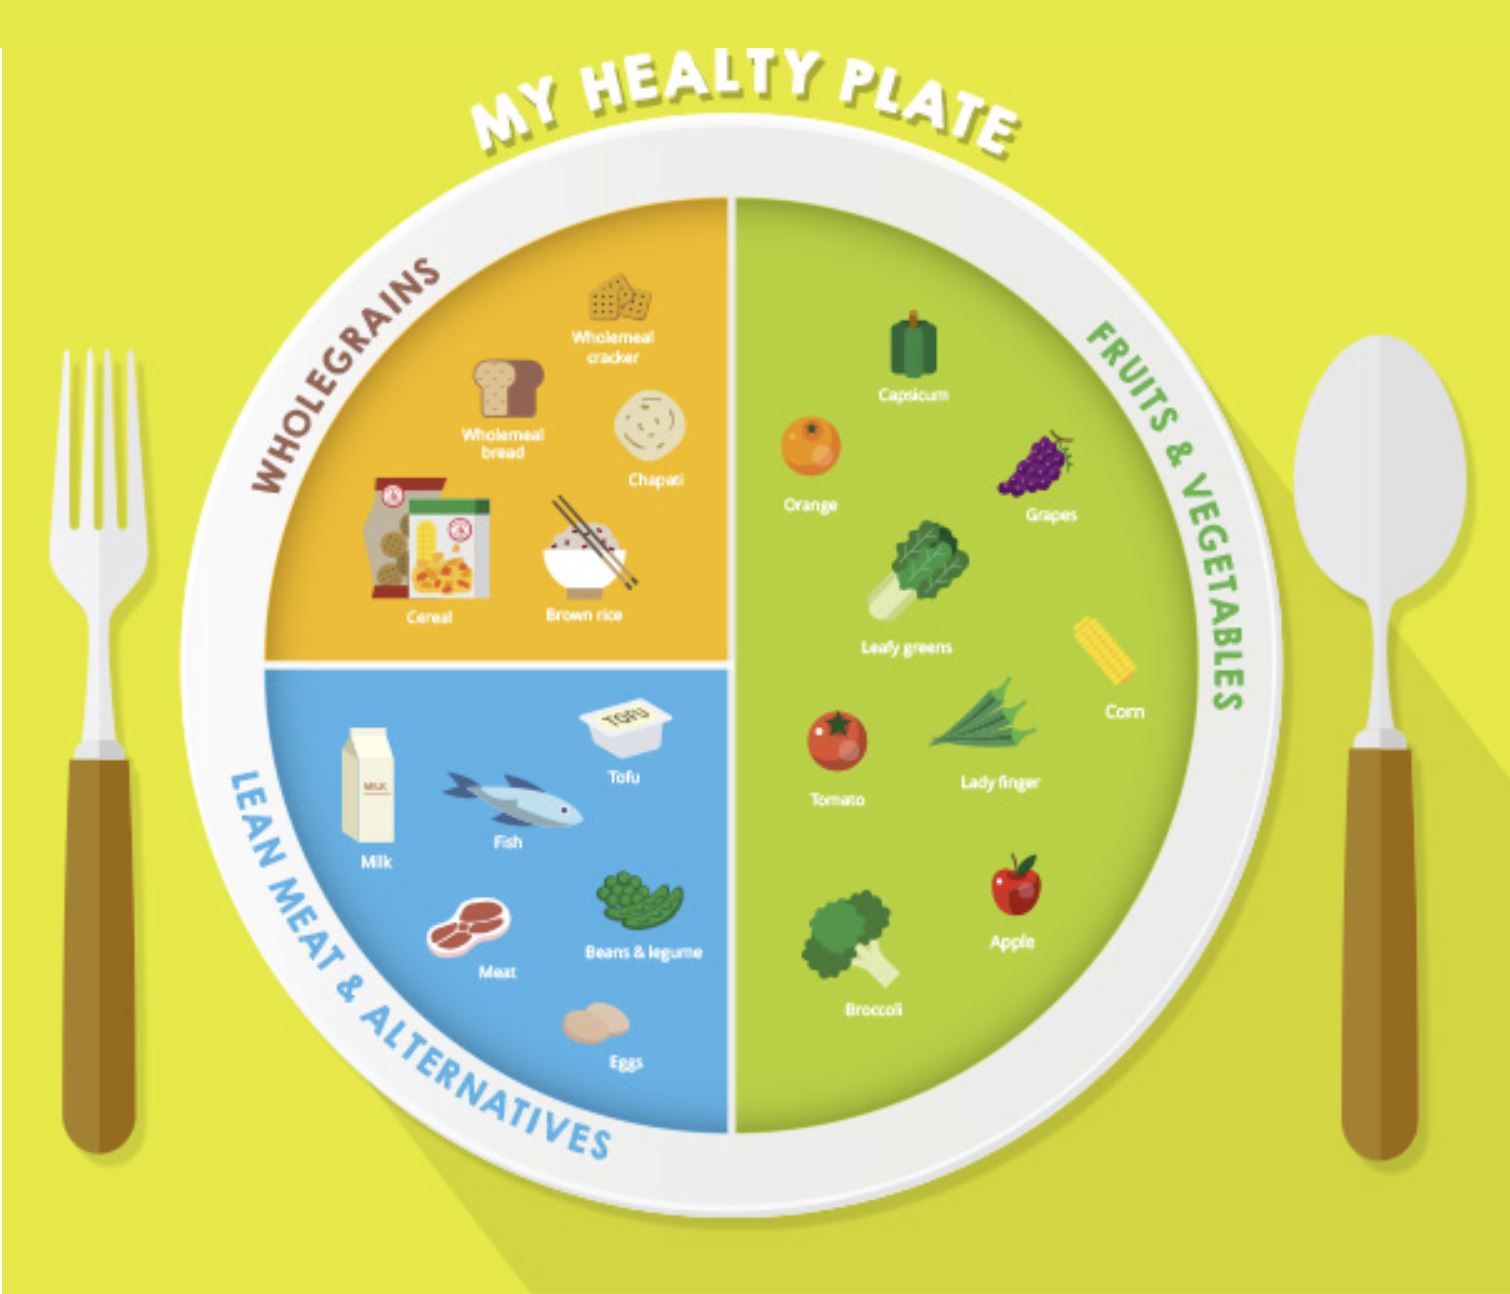 MY HEALTY PLATE
WHOLEGRAINS
Wholemeal
cracker
Wholemeal
bread
Chapati
Cereal
Brown rice
FRUITS & VEGETABLES
Capsicum
Orange
Grapes
Leafy greens
Corn
Tomato
Lady finger
Apple
Broccoli
LEAN MEAT & ALTERNATIVES
TOFU
Tofu
MILK
Milk
Fish
Meat
Beans & legume
Eggs